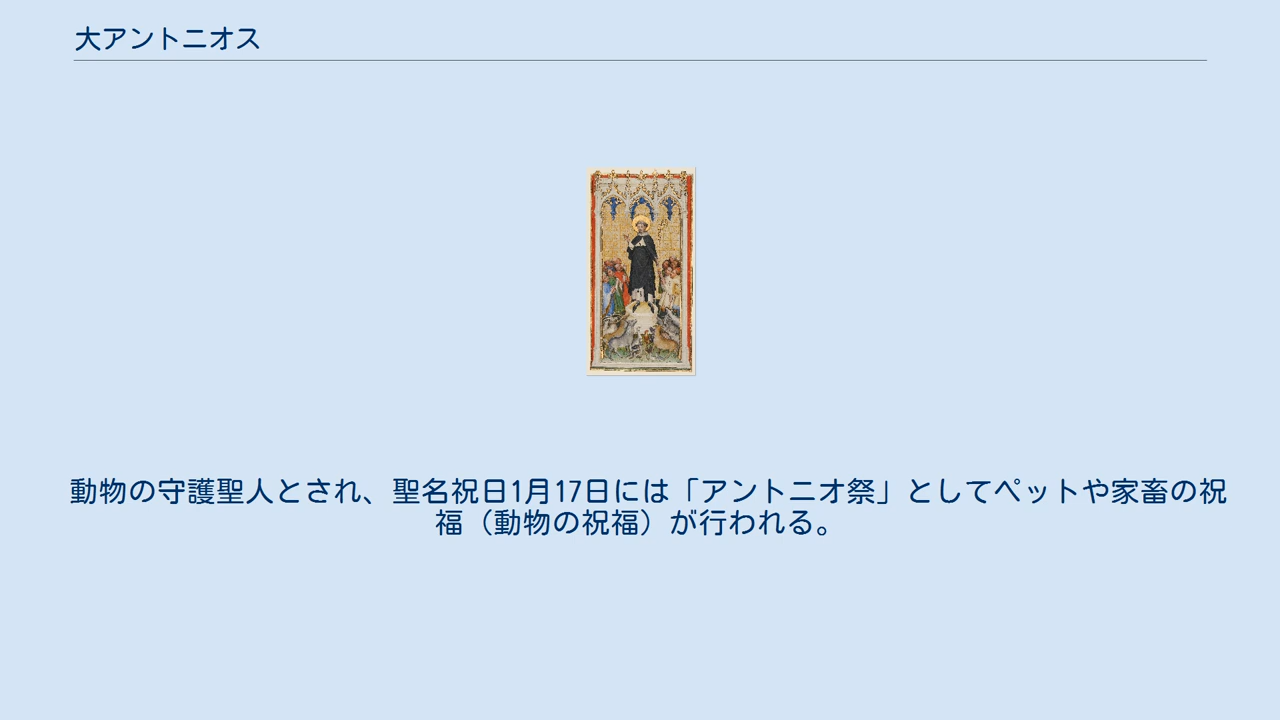 大アントニオス
動物の守護聖人とされ、聖名祝日1月17日には「アントニオ祭」としてペットや家畜の祝
福（動物の祝福）が行われる。